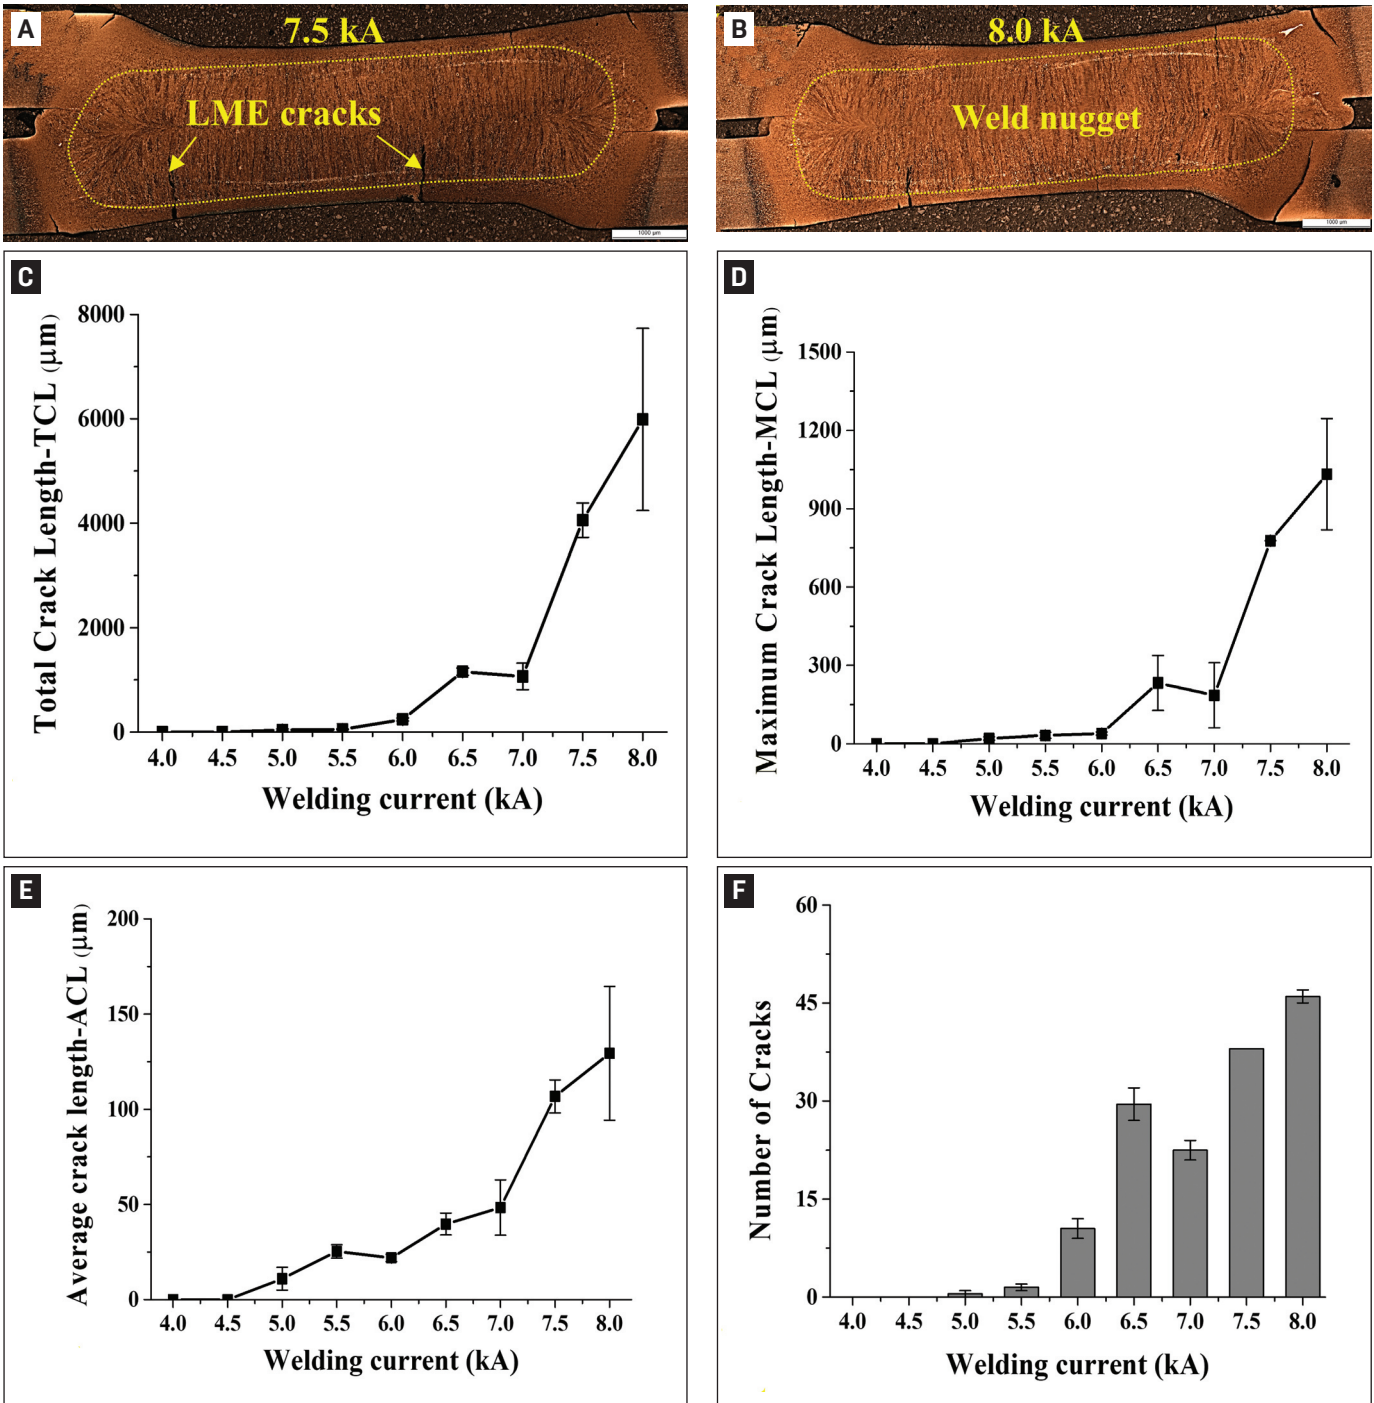 A
7.5 kA
LME cracks
1000 µm
B
8.0 kA
Weld nugget
1000 µm
C
Total Crack Length-TCL (µm)
8000
6000
4000
2000
0
4.0 4.5 5.0 5.5 6.0 6.5 7.0 7.5 8.0
Welding current (kA)
D
Maximum Crack Length-MCL (µm)
1500
1200
900
600
300
0
4.0 4.5 5.0 5.5 6.0 6.5 7.0 7.5 8.0
Welding current (kA)
E
Average crack length-ACL (µm)
200
150
100
50
0
4.0 4.5 5.0 5.5 6.0 6.5 7.0 7.5 8.0
Welding current (kA)
F
Number of Cracks
60
45
30
15
0
4.0 4.5 5.0 5.5 6.0 6.5 7.0 7.5 8.0
Welding current (kA)